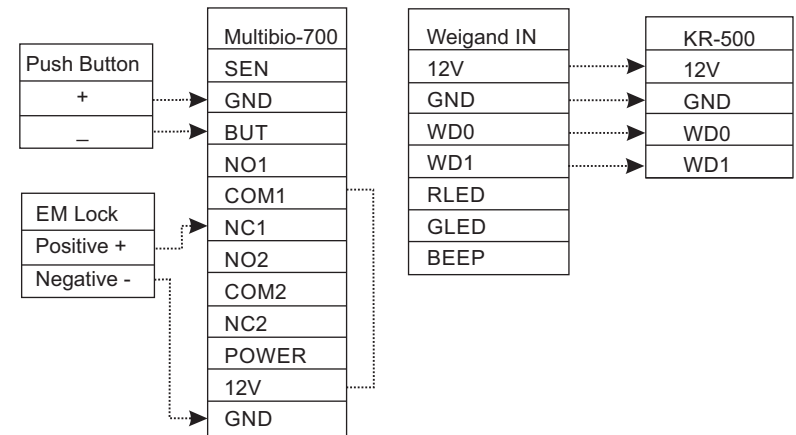 Push Button
+
_
EM Lock
Positive +
Negative -
Multibio-700
SEN
GND
BUT
NO1
COM1
NC1
NO2
COM2
NC2
POWER
12V
GND
Weigand IN
12V
GND
WD0
WD1
RLED
GLED
BEEP
KR-500
12V
GND
WD0
WD1